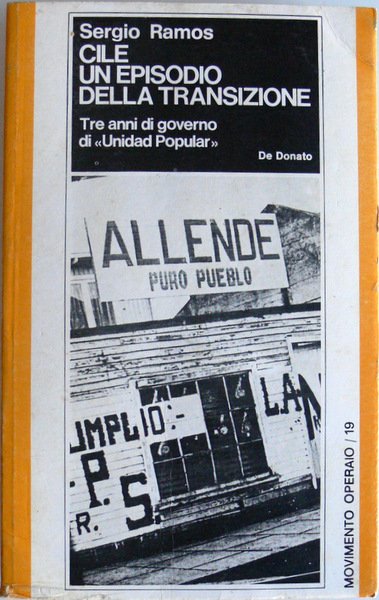 Sergio Ramos
CILE
UN EPISODIO
DELLA TRANSIZIONE
Tre anni di governo
di «Unidad Popular»
De Donato
ALLENDE
PURO PUEBLO
UMPLIO:-
LA
P.
R. S
MOVIMENTO OPERAIO / 19